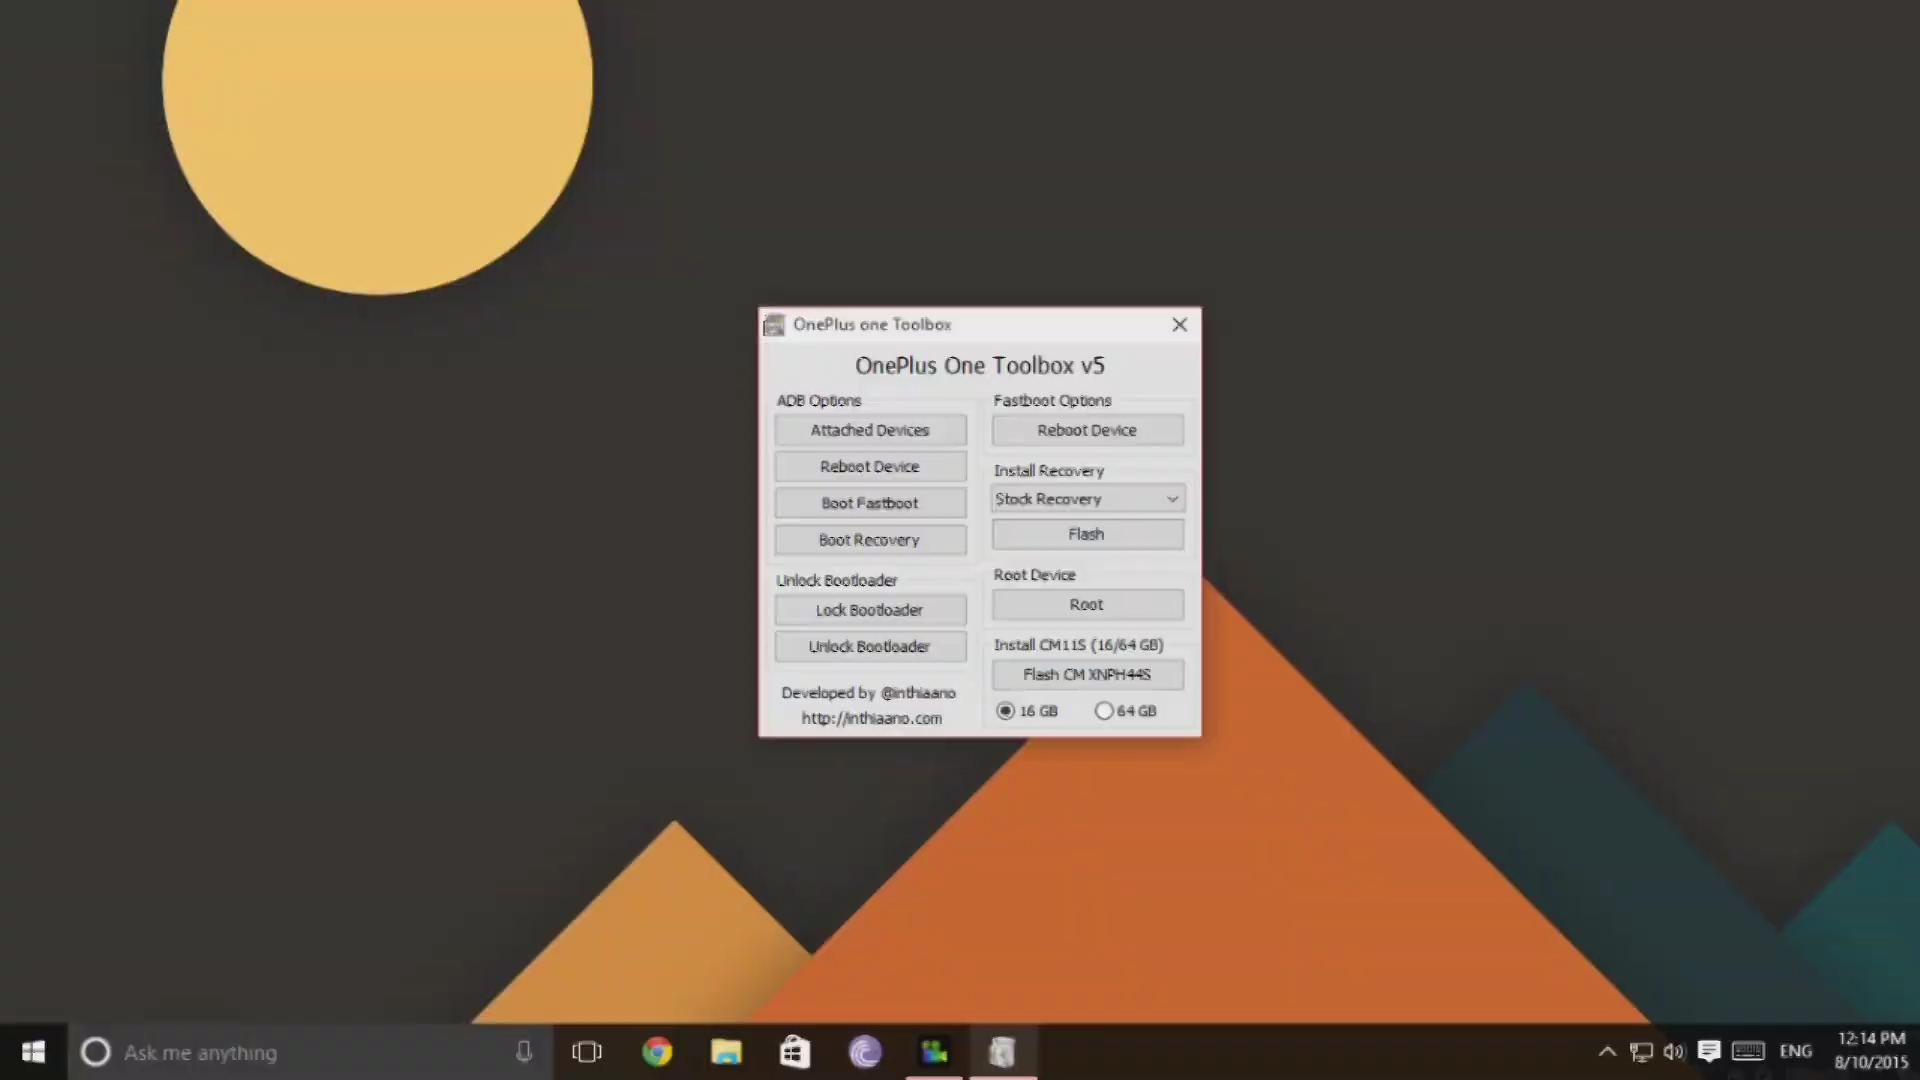 OnePlus one Toolbox
OnePlus One Toolbox v5
ADB Options
Attached Devices
Reboot Device
Boot Fastboot
Boot Recovery
Unlock Bootloader
Lock Bootloader
Unlock Bootloader
Developed by @inthiaano
http://inthiaano.com
Fastboot Options
Reboot Device
Install Recovery
Stock Recovery
Flash
Root Device
Root
Install CM11S (16/64 GB)
Flash CM XNPH44S
16 GB
64 GB
Ask me anything
ENG
12:14 PM
8/10/2015